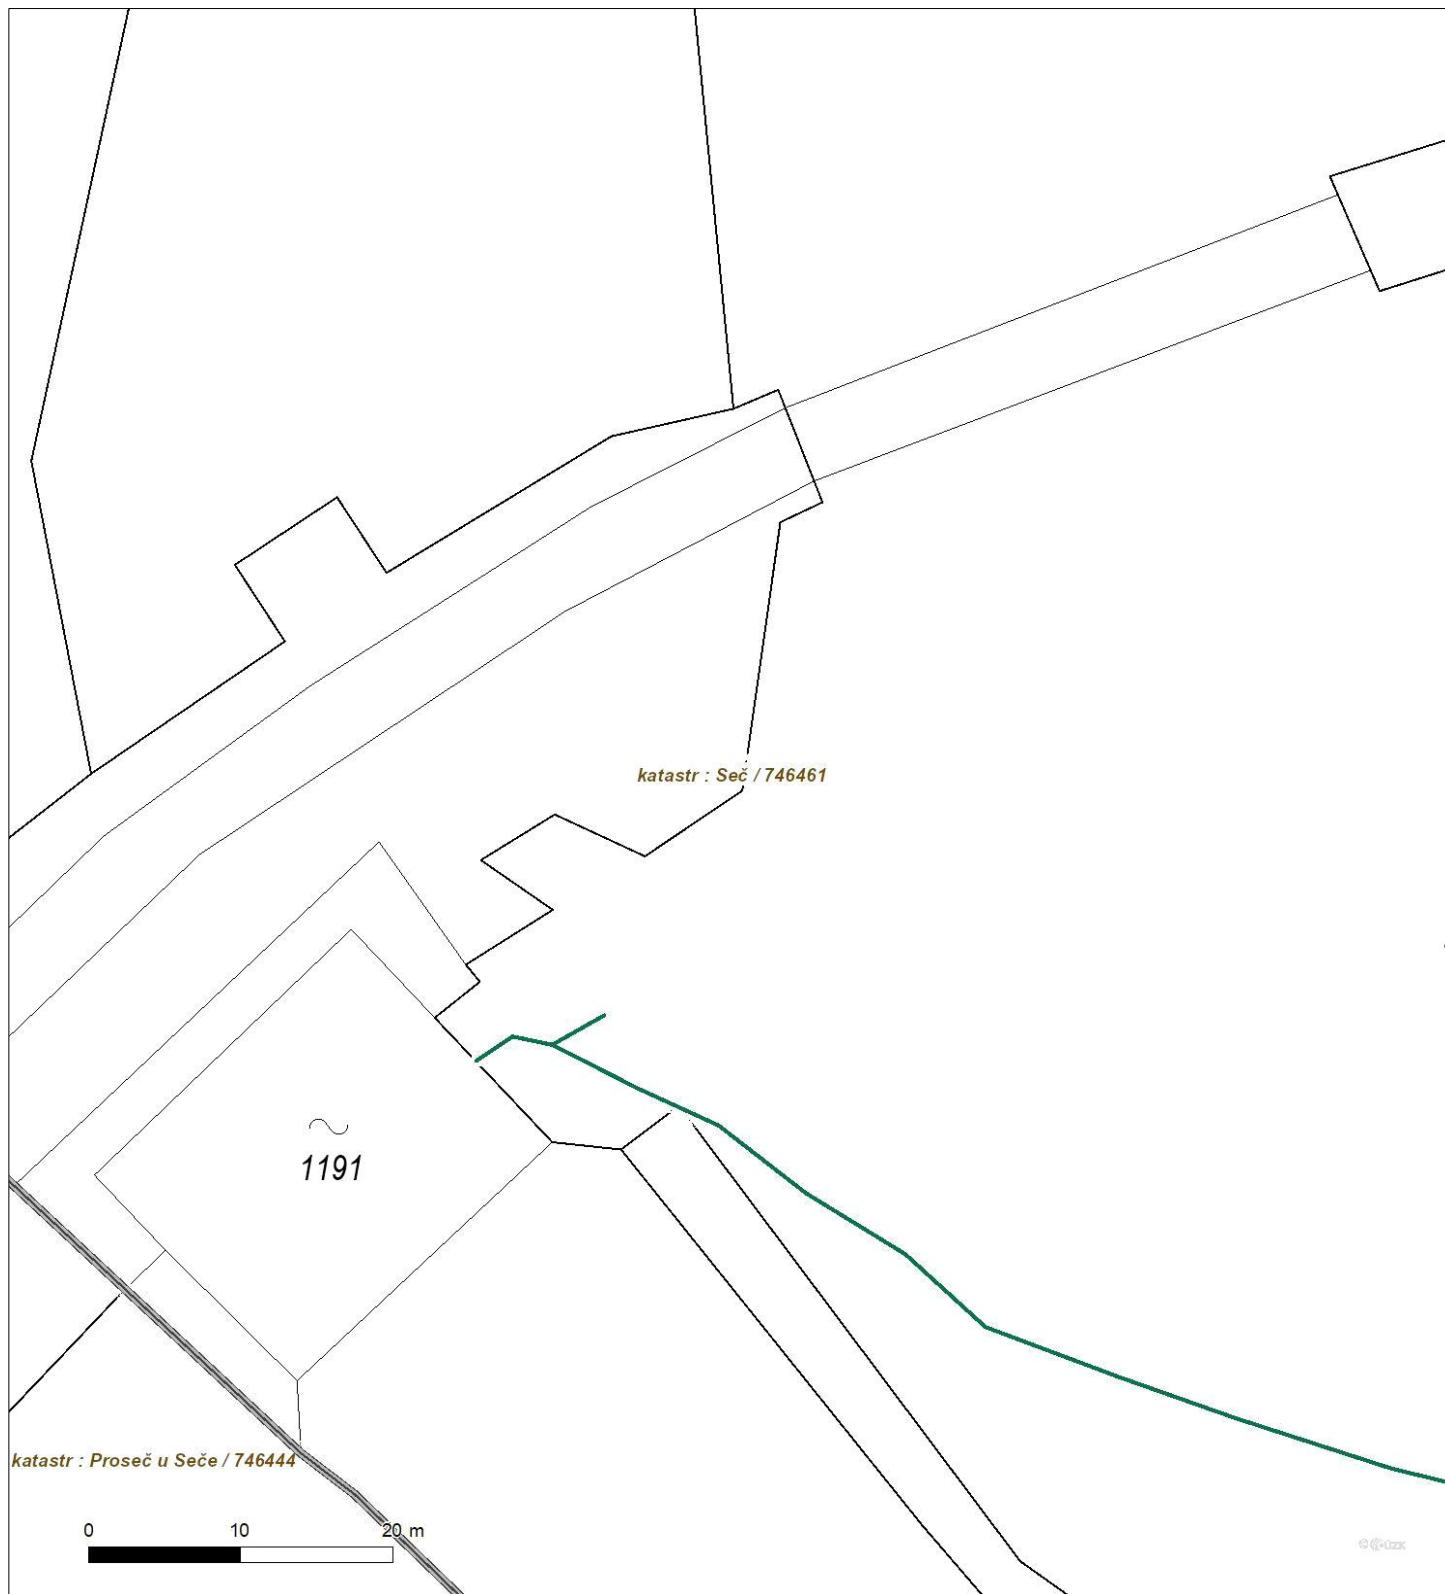 katastr : Seč / 746461
1191
katastr : Proseč u Seče / 746444
0 10 20 m